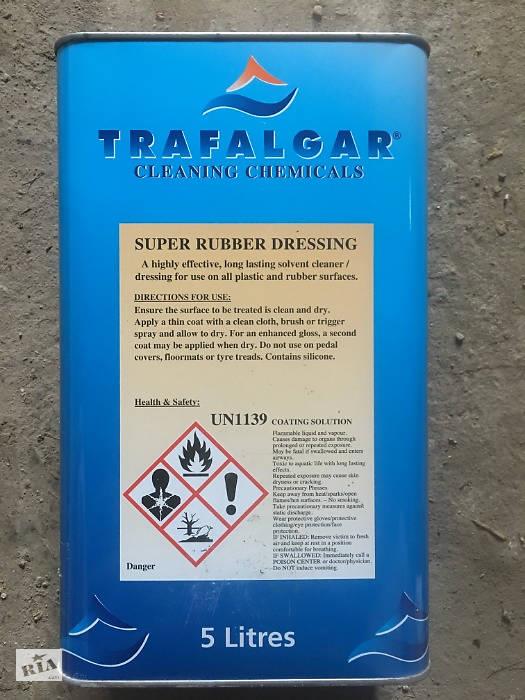 TRAFALGAR®
CLEANING CHEMICALS
SUPER RUBBER DRESSING
A highly effective, long lasting solvent cleaner /
dressing for use on all plastic and rubber surfaces.
DIRECTIONS FOR USE:
Ensure the surface to be treated is clean and dry.
Apply a thin coat with a clean cloth, brush or trigger
spray and allow to dry. For an enhanced gloss, a second
coat may be applied when dry. Do not use on pedal
covers, floormats or tyre treads. Contains silicone.
Health & Safety:
UN1139 COATING SOLUTION
Flammable liquid and vapour.
Causes damage to organs through
prolonged or repeated exposure.
May be fatal if swallowed and enters
airways.
Toxic to aquatic life with long lasting
effects.
Repeated exposure may cause skin
dryness or cracking.
Precautionary Phrases
Keep away from heat/sparks/open
flames/hot surfaces. – No smoking.
Take precautionary measures against
static discharge.
Wear protective gloves/protective
clothing/eye protection/face
protection.
IF INHALED: Remove victim to fresh
air and keep at rest in a position
comfortable for breathing.
IF SWALLOWED: Immediately call a
POISON CENTER or doctor/physician
Do NOT induce vomiting.
Danger
5 Litres
RIA.com